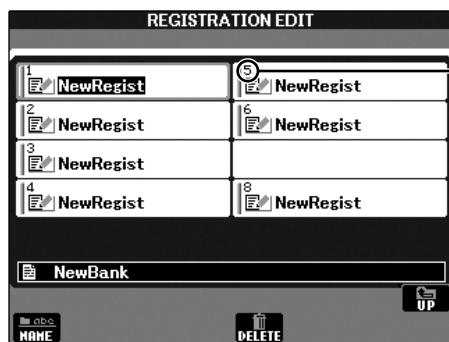 REGISTRATION EDIT
1
NewRegist
5
NewRegist
2
NewRegist
6
NewRegist
3
NewRegist
4
NewRegist
8
NewRegist
NewBank
UP
abc
NAME
DELETE